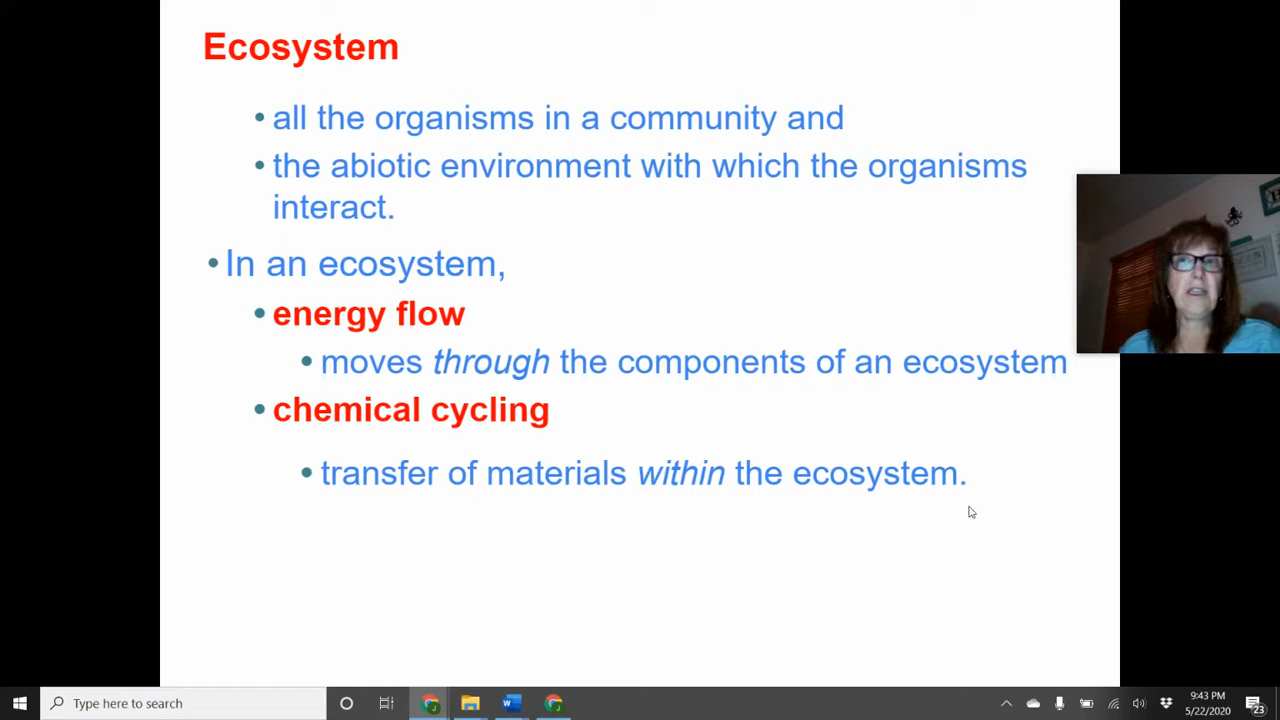 Ecosystem
• all the organisms in a community and
• the abiotic environment with which the organisms
interact.
• In an ecosystem,
• energy flow
• moves through the components of an ecosystem
• chemical cycling
• transfer of materials within the ecosystem.
Type here to search
9:43 PM
5/22/2020
23